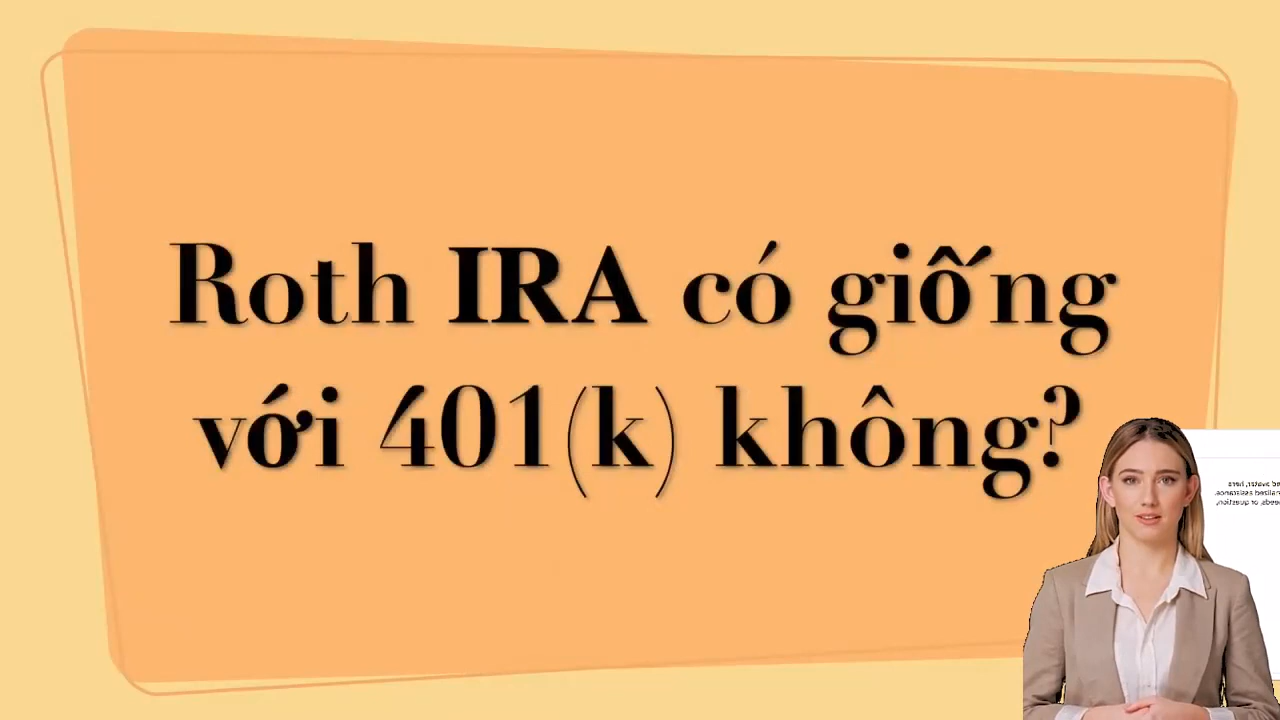 Roth IRA có giống
với 401(k) không?